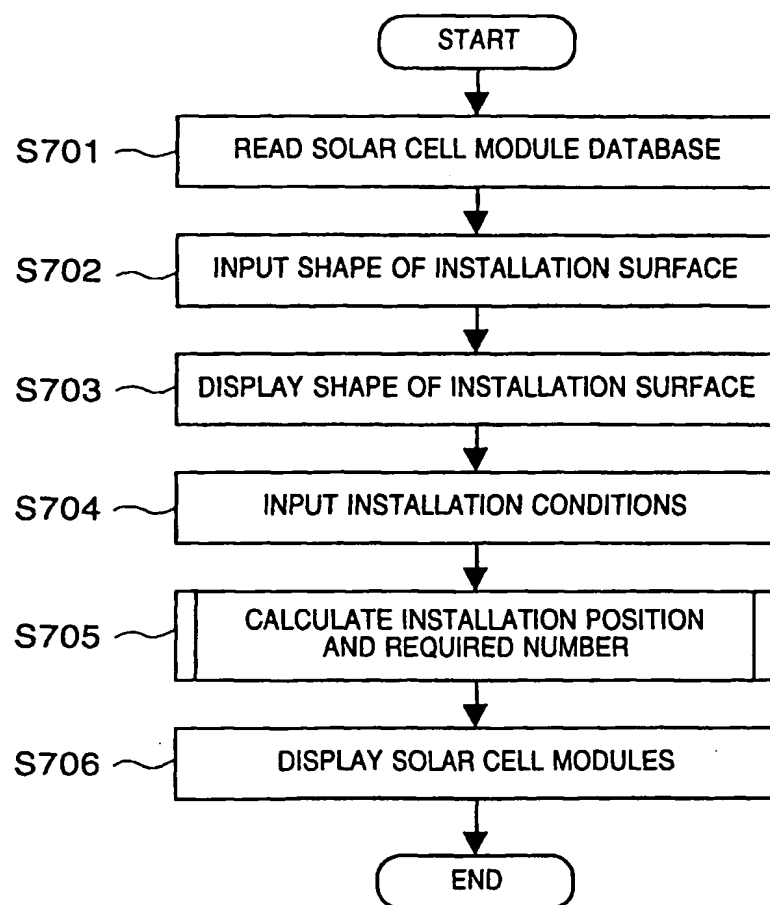 START
S701 READ SOLAR CELL MODULE DATABASE
S702 INPUT SHAPE OF INSTALLATION SURFACE
S703 DISPLAY SHAPE OF INSTALLATION SURFACE
S704 INPUT INSTALLATION CONDITIONS
S705 CALCULATE INSTALLATION POSITION
AND REQUIRED NUMBER
S706 DISPLAY SOLAR CELL MODULES
END